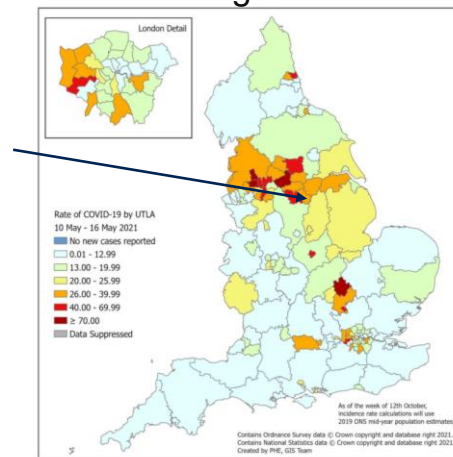 London Detail
Rate of COVID-19 by UTLA
10 May - 16 May 2021
No new cases reported
0.01 - 12.99
13.00 - 19.99
20.00 - 25.99
26.00 - 39.99
40.00 - 69.99
≥ 70.00
Data Suppressed
As of the week of 12th October,
incidence rate calculations will use
2019 ONS mid-year population estimates
Contains Ordnance Survey data © Crown copyright and database right 2021.
Contains National Statistics data © Crown copyright and database right 2021
Created by PHE, GIS Team